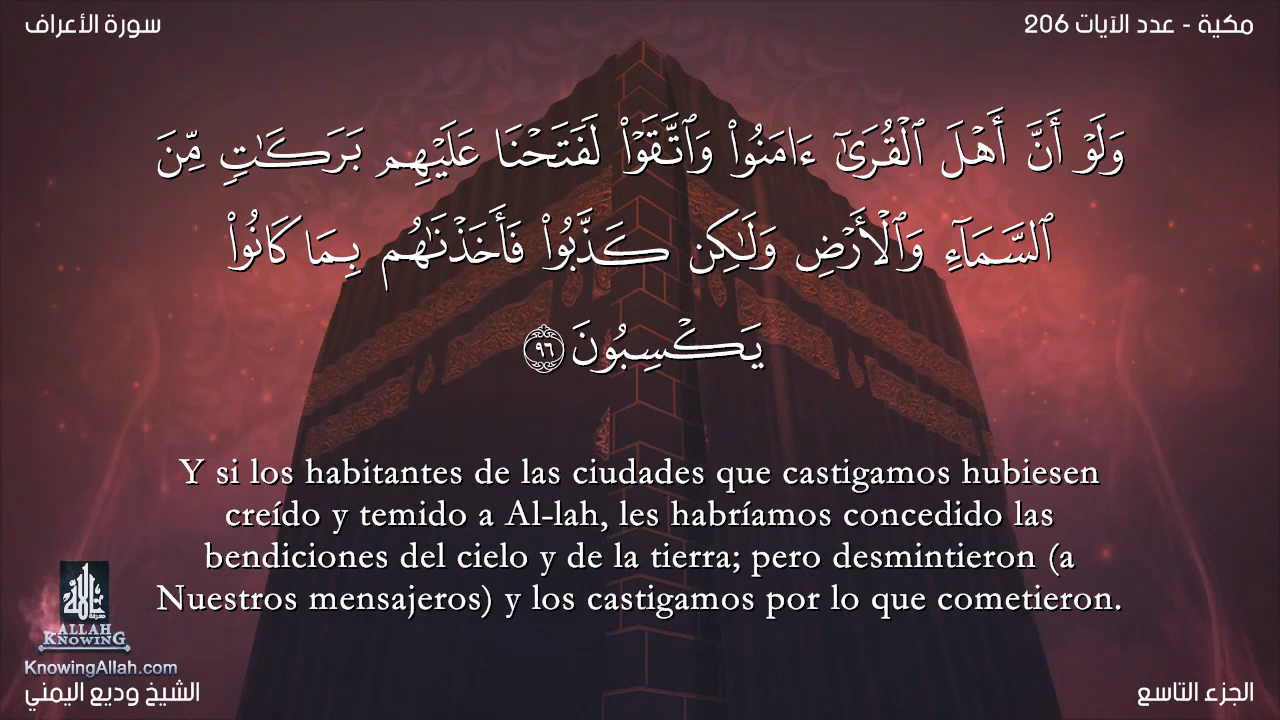 سورة الأعراف
مكية - عدد الآيات 206
وَلَوْ أَنَّ أَهْلَ ٱلْقُرَىٰٓ ءَامَنُوا۟ وَٱتَّقَوْا۟ لَفَتَحْنَا عَلَيْهِم بَرَكَـٰتٍ مِّنَ
ٱلسَّمَآءِ وَٱلْأَرْضِ وَلَـٰكِن كَذَّبُوا۟ فَأَخَذْنَـٰهُم بِمَا كَانُوا۟
يَكْسِبُونَ ٩٦
Y si los habitantes de las ciudades que castigamos hubiesen
creído y temido a Al-lah, les habríamos concedido las
bendiciones del cielo y de la tierra; pero desmintieron (a
Nuestros mensajeros) y los castigamos por lo que cometieron.
ALLAH
KNOWING
KnowingAllah.com
الشيخ وديع اليمني
الجزء التاسع